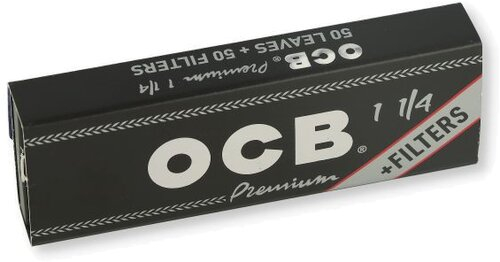 50 LEAVES + 50 FILTERS
OCB®
Premium 1 1/4
OCB® 1 1/4
Premium
+FILTERS